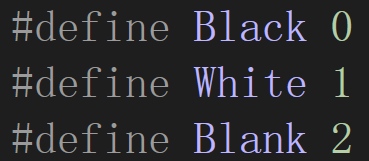 #define Black 0
#define White 1
#define Blank 2